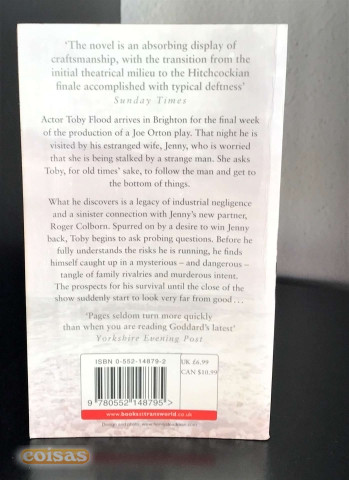 ‘The novel is an absorbing display of
craftsmanship, with the transition from the
initial theatrical milieu to the Hitchcockian
finale accomplished with typical deftness’
Sunday Times
Actor Toby Flood arrives in Brighton for the final week
of the production of a Joe Orton play. That night he is
visited by his estranged wife, Jenny, who is worried
that she is being stalked by a strange man. She asks
Toby, for old times’ sake, to follow the man and get to
the bottom of things.
What he discovers is a legacy of industrial negligence
and a sinister connection with Jenny’s new partner,
Roger Colborn. Spurred on by a desire to win Jenny
back, Toby begins to ask probing questions. Before he
fully understands the risks he is running, he finds
himself caught up in a mysterious – and dangerous –
tangle of family rivalries and murderous intent.
The prospects for his survival until the close of the
show suddenly start to look very far from good . . .
‘Pages seldom turn more quickly
than when you are reading Goddard’s latest’
Yorkshire Evening Post
ISBN 0-552-14879-2
UK £6.99
CAN $10.99
9 780552 148795 >
www.booksattransworld.co.uk
coisas